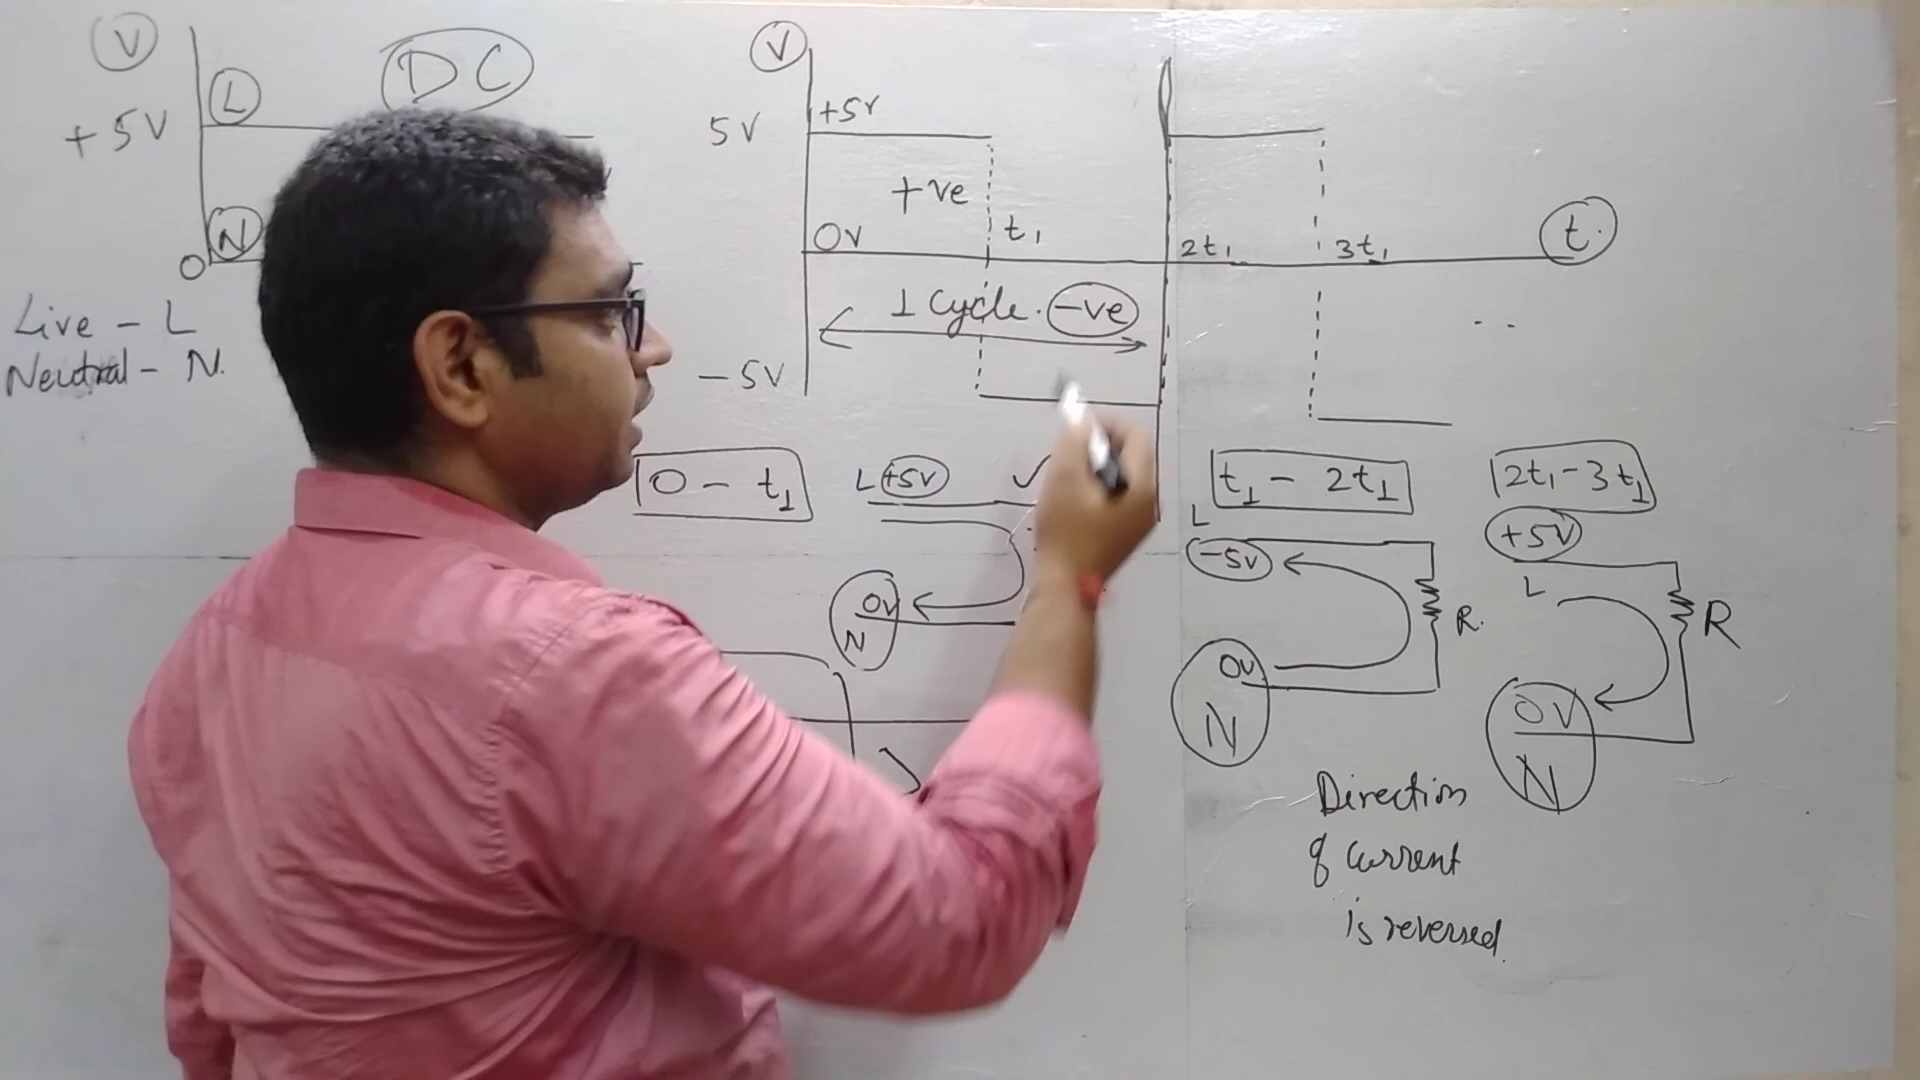 V
L
DC
+5V
N
0
Live - L
Neutral - N.
V
+5V
5V
+ve
t1
0V
2t1
3t1
t.
1 cycle.
-ve
-5V
..
0 - t1
L +5V
0V
N
t1 - 2t1
L
-5V
R.
0V
N
2t1 - 3t1
+5V
L
R
0V
N
Direction
of current
is reversed.